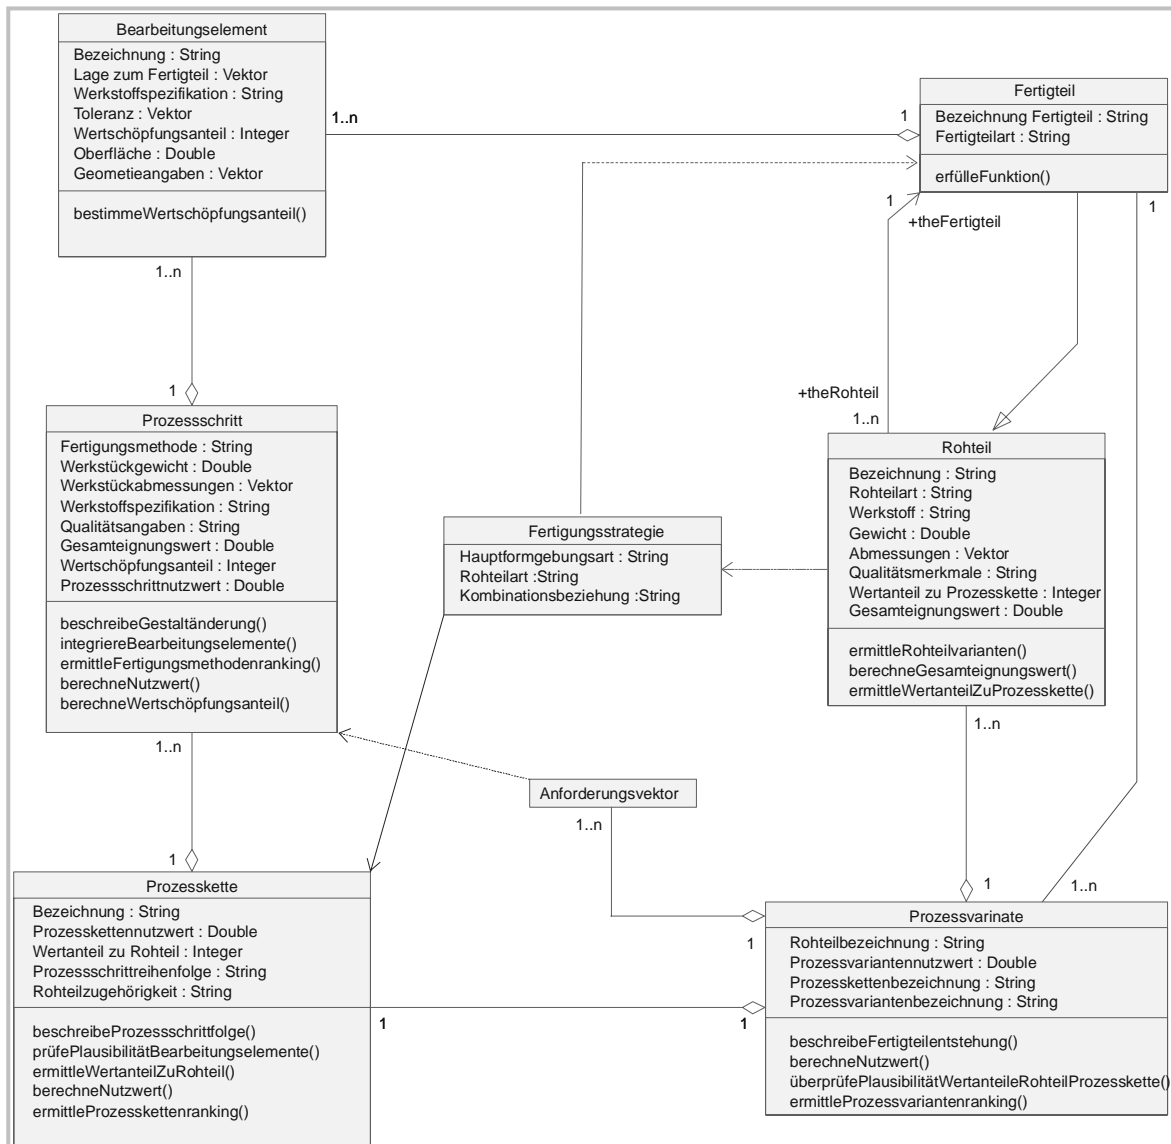 Bearbeitungselement
Bezeichnung : String
Lage zum Fertigteil : Vektor
Werkstoffspezifikation : String
Toleranz : Vektor
Wertschöpfungsanteil : Integer
Oberfläche : Double
Geometieangaben : Vektor
bestimmeWertschöpfungsanteil()
1..n
1
Fertigteil
Bezeichnung Fertigteil : String
Fertigteilart : String
erfülleFunktion()
1
+theFertigteil
1
1..n
1
+theRohteil
1..n
Prozessschritt
Fertigungsmethode : String
Werkstückgewicht : Double
Werkstückabmessungen : Vektor
Werkstoffspezifikation : String
Qualitätsangaben : String
Gesamteignungswert : Double
Wertschöpfungsanteil : Integer
Prozessschrittnutzwert : Double
beschreibeGestaltänderung()
integriereBearbeitungselemente()
ermittleFertigungsmethodenranking()
berechneNutzwert()
berechneWertschöpfungsanteil()
Fertigungsstrategie
Hauptformgebungsart : String
Rohteilart :String
Kombinationsbeziehung :String
Rohteil
Bezeichnung : String
Rohteilart : String
Werkstoff : String
Gewicht : Double
Abmessungen : Vektor
Qualitätsmerkmale : String
Wertanteil zu Prozesskette : Integer
Gesamteignungswert : Double
ermittleRohteilvarianten()
berechneGesamteignungswert()
ermittleWertanteilZuProzesskette()
1..n
1..n
Anforderungsvektor
1..n
1
1
1..n
1
Prozesskette
Bezeichnung : String
Prozesskettennutzwert : Double
Wertanteil zu Rohteil : Integer
Prozessschrittreihenfolge : String
Rohteilzugehörigkeit : String
beschreibeProzessschrittfolge()
prüfePlausibilitätBearbeitungselemente()
ermittleWertanteilZuRohteil()
berechneNutzwert()
ermittleProzesskettenranking()
1
1
Prozessvarinate
Rohteilbezeichnung : String
Prozessvariantennutzwert : Double
Prozesskettenbezeichnung : String
Prozessvariantenbezeichnung : String
beschreibeFertigteilentstehung()
berechneNutzwert()
überprüfePlausibilitätWertanteileRohteilProzesskette()
ermittleProzessvariantenranking()